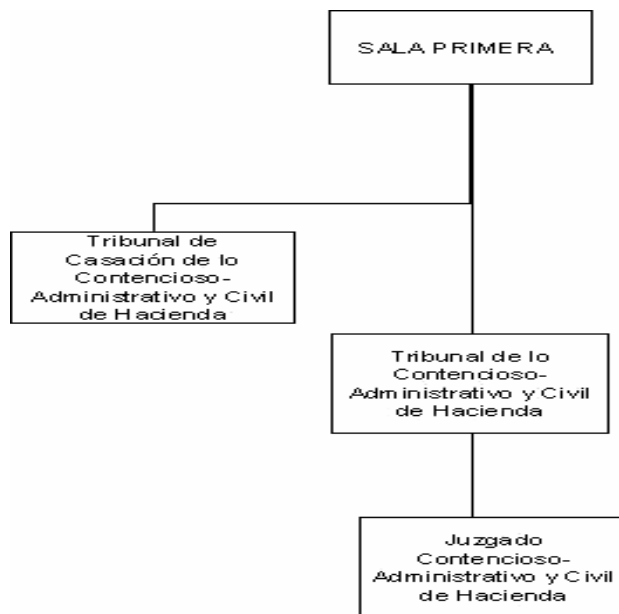 SALA PRIMERA
Tribunal de
Casación de lo
Contencioso-
Administrativo y Civil
de Hacienda
Tribunal de lo
Contencioso-
Administrativo y Civil
de Hacienda
Juzgado
Contencioso-
Administrativo y Civil
de Hacienda